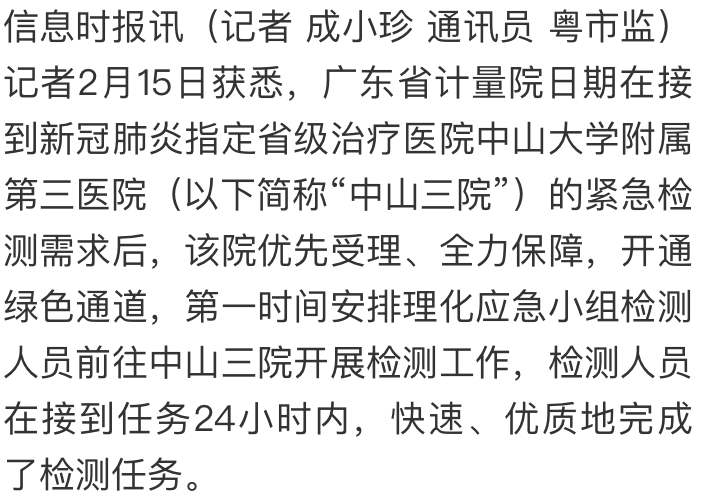 信息时报讯（记者 成小珍 通讯员 粤市监）
记者2月15日获悉，广东省计量院日期在接
到新冠肺炎指定省级治疗医院中山大学附属
第三医院（以下简称“中山三院”）的紧急检
测需求后，该院优先受理、全力保障，开通
绿色通道，第一时间安排理化应急小组检测
人员前往中山三院开展检测工作，检测人员
在接到任务24小时内，快速、优质地完成
了检测任务。